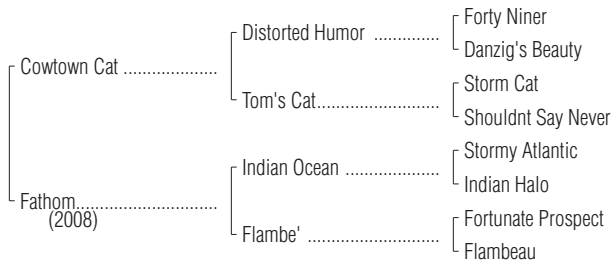 Forty Niner
Distorted Humor ..............
Danzig's Beauty
Cowtown Cat ....................
Storm Cat
Tom's Cat..........................
Shouldnt Say Never
Stormy Atlantic
Indian Ocean ....................
Indian Halo
Fathom..............................
(2008)
Fortunate Prospect
Flambe' ............................
Flambeau